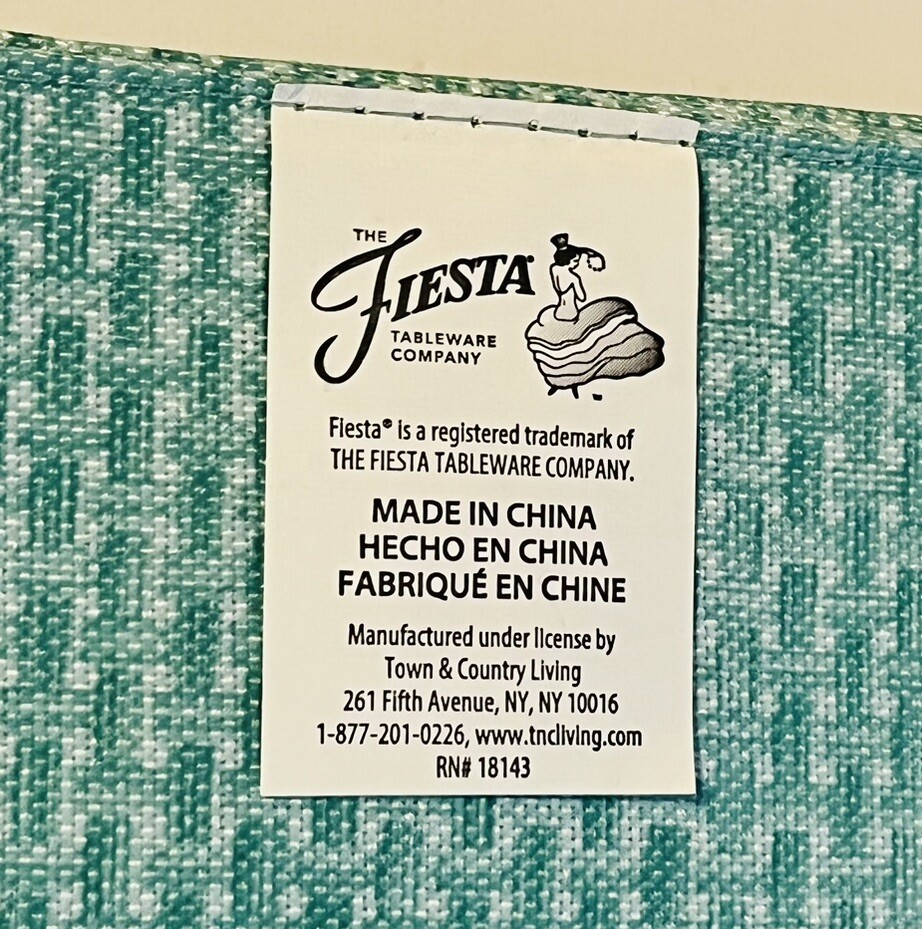 THE
FIESTA®
TABLEWARE
COMPANY
Fiesta® is a registered trademark of
THE FIESTA TABLEWARE COMPANY.
MADE IN CHINA
HECHO EN CHINA
FABRIQUÉ EN CHINE
Manufactured under license by
Town & Country Living
261 Fifth Avenue, NY, NY 10016
1-877-201-0226, www.tncliving.com
RN# 18143